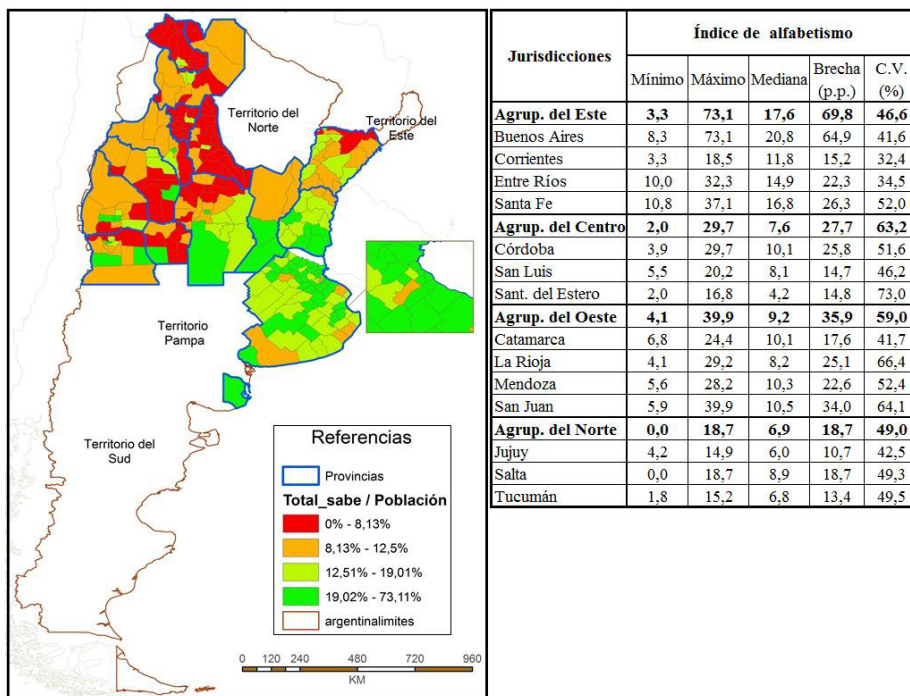 Territorio del
Norte
Territorio del
Este
Territorio
Pampa
Territorio del
Sud
Referencias
Provincias
Total_sabe / Población
0% - 8,13%
8,13% - 12,5%
12,51% - 19,01%
19,02% - 73,11%
argentinalimites
0 120 240 480 720 960
KM
Jurisdicciones Índice de alfabetismo
Mínimo Máximo Mediana Brecha (p.p.) C.V. (%)
Agrup. del Este 3,3 73,1 17,6 69,8 46,6
Buenos Aires 8,3 73,1 20,8 64,9 41,6
Corrientes 3,3 18,5 11,8 15,2 32,4
Entre Ríos 10,0 32,3 14,9 22,3 34,5
Santa Fe 10,8 37,1 16,8 26,3 52,0
Agrup. del Centro 2,0 29,7 7,6 27,7 63,2
Córdoba 3,9 29,7 10,1 25,8 51,6
San Luis 5,5 20,2 8,1 14,7 46,2
Sant. del Estero 2,0 16,8 4,2 14,8 73,0
Agrup. del Oeste 4,1 39,9 9,2 35,9 59,0
Catamarca 6,8 24,4 10,1 17,6 41,7
La Rioja 4,1 29,2 8,2 25,1 66,4
Mendoza 5,6 28,2 10,3 22,6 52,4
San Juan 5,9 39,9 10,5 34,0 64,1
Agrup. del Norte 0,0 18,7 6,9 18,7 49,0
Jujuy 4,2 14,9 6,0 10,7 42,5
Salta 0,0 18,7 8,9 18,7 49,3
Tucumán 1,8 15,2 6,8 13,4 49,5